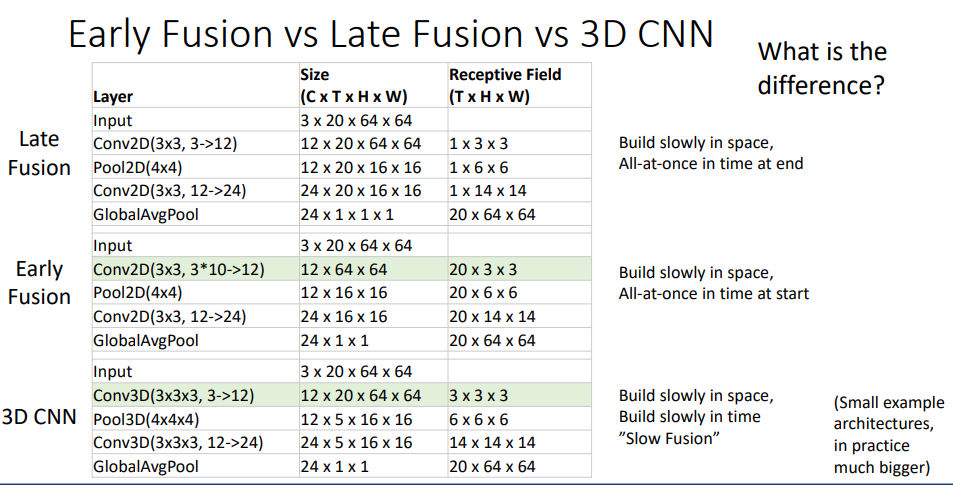 Early Fusion vs Late Fusion vs 3D CNN
What is the
difference?
Layer
Size
(C x T x H x W)
Receptive Field
(T x H x W)
Late
Fusion
Input 3 x 20 x 64 x 64
Conv2D(3x3, 3->12) 12 x 20 x 64 x 64 1 x 3 x 3
Pool2D(4x4) 12 x 20 x 16 x 16 1 x 6 x 6
Conv2D(3x3, 12->24) 24 x 20 x 16 x 16 1 x 14 x 14
GlobalAvgPool 24 x 1 x 1 x 1 20 x 64 x 64
Build slowly in space,
All-at-once in time at end
Early
Fusion
Input 3 x 20 x 64 x 64
Conv2D(3x3, 3*10->12) 12 x 64 x 64 20 x 3 x 3
Pool2D(4x4) 12 x 16 x 16 20 x 6 x 6
Conv2D(3x3, 12->24) 24 x 16 x 16 20 x 14 x 14
GlobalAvgPool 24 x 1 x 1 20 x 64 x 64
Build slowly in space,
All-at-once in time at start
3D CNN
Input 3 x 20 x 64 x 64
Conv3D(3x3x3, 3->12) 12 x 20 x 64 x 64 3 x 3 x 3
Pool3D(4x4x4) 12 x 5 x 16 x 16 6 x 6 x 6
Conv3D(3x3x3, 12->24) 24 x 5 x 16 x 16 14 x 14 x 14
GlobalAvgPool 24 x 1 x 1 20 x 64 x 64
Build slowly in space,
Build slowly in time
”Slow Fusion”
(Small example
architectures,
in practice
much bigger)